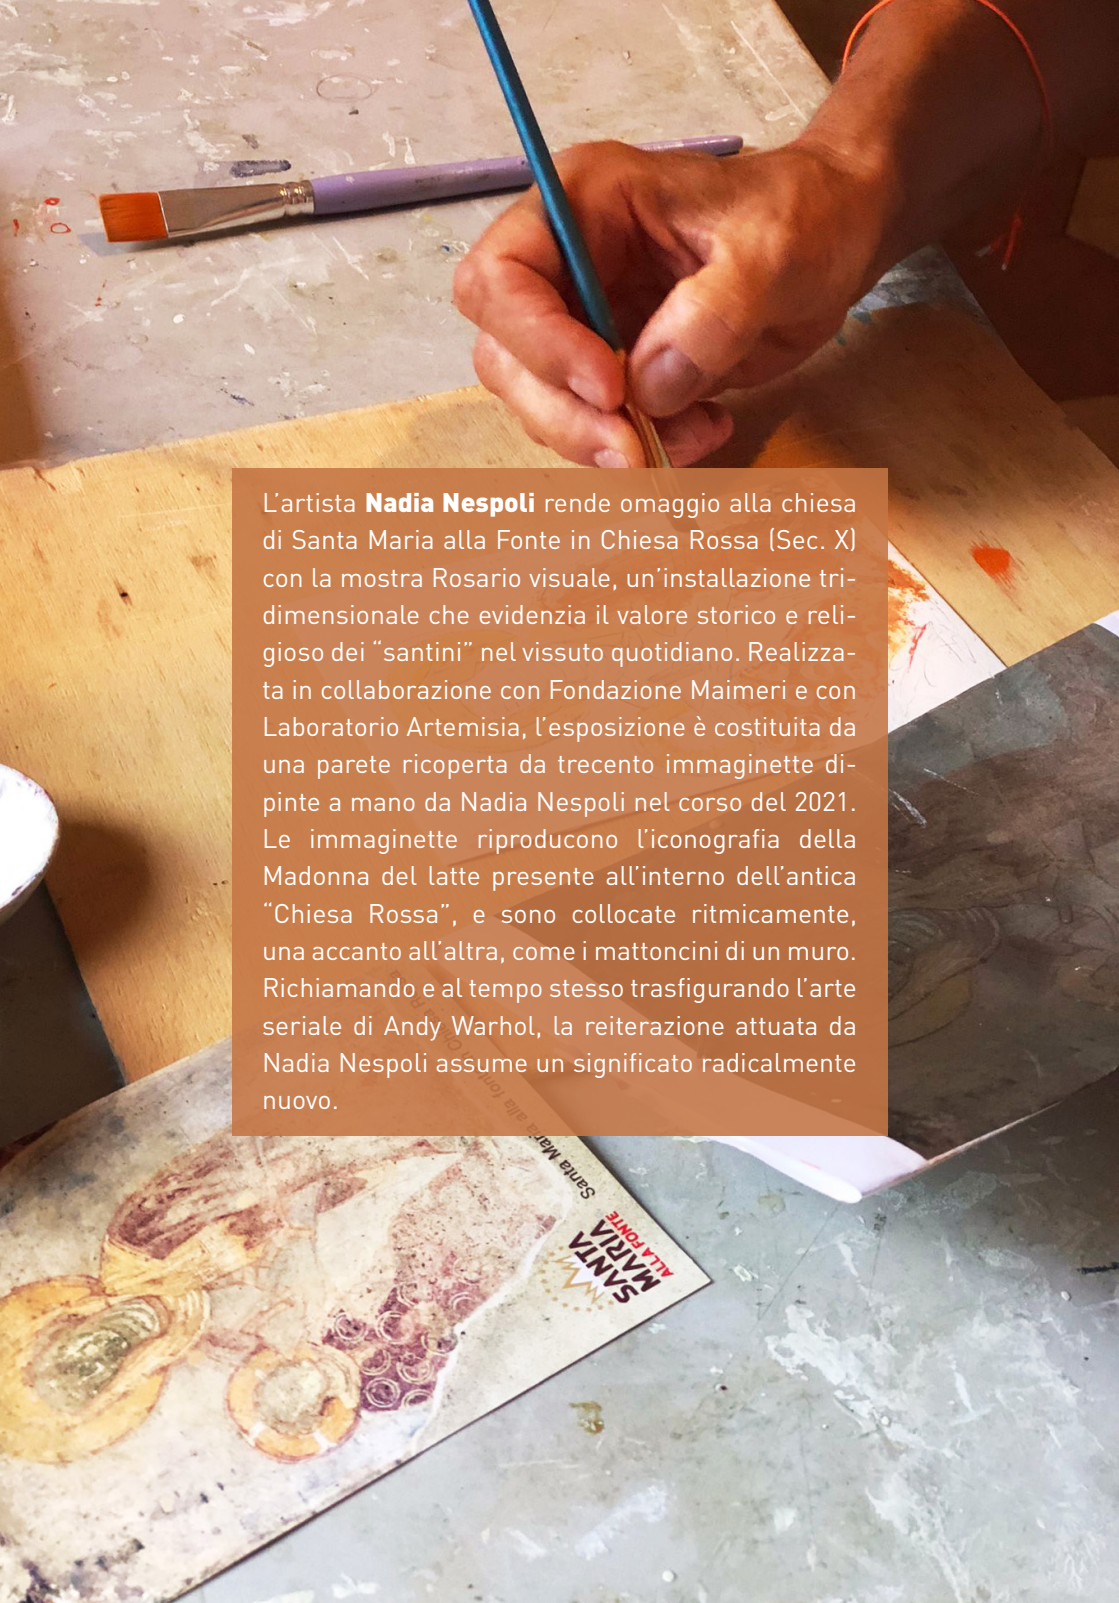 L’artista Nadia Nespoli rende omaggio alla chiesa
di Santa Maria alla Fonte in Chiesa Rossa (Sec. X)
con la mostra Rosario visuale, un’installazione tri-
dimensionale che evidenzia il valore storico e reli-
gioso dei “santini” nel vissuto quotidiano. Realizza-
ta in collaborazione con Fondazione Maimeri e con
Laboratorio Artemisia, l’esposizione è costituita da
una parete ricoperta da trecento immaginette di-
pinte a mano da Nadia Nespoli nel corso del 2021.
Le immaginette riproducono l’iconografia della
Madonna del latte presente all’interno dell’antica
“Chiesa Rossa”, e sono collocate ritmicamente,
una accanto all’altra, come i mattoncini di un muro.
Richiamando e al tempo stesso trasfigurando l’arte
seriale di Andy Warhol, la reiterazione attuata da
Nadia Nespoli assume un significato radicalmente
nuovo.
Santa Maria alla fonte
SANTA
MARIA
ALLA FONTE